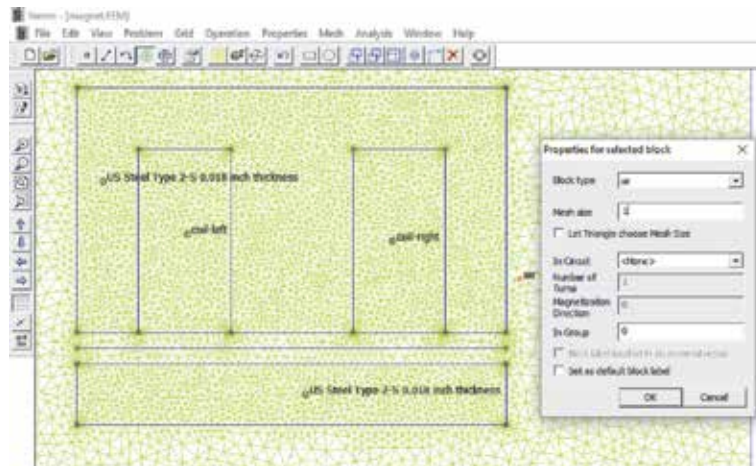 femm - [magnet.FEM]
File Edit View Problem Grid Operation Properties Mesh Analysis Window Help
US Steel Type 2-S 0.018 inch thickness
coil-left
coil-right
US Steel Type 2-S 0.018 inch thickness
Properties for selected block
Block type
air
Mesh size
Let Triangle choose Mesh Size
In Circuit
<None>
Number of
Turns
1
Magnetization
Direction
0
In Group
0
Set as default block label
OK
Cancel